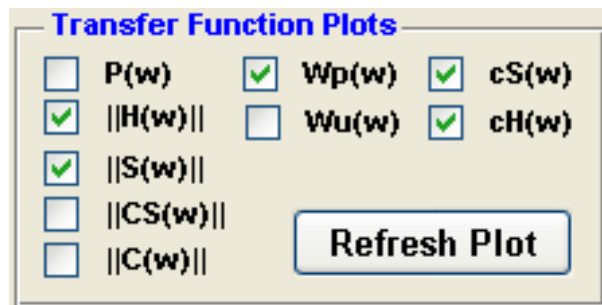 Transfer Function Plots
P(w) Wp(w) cS(w)
||H(w)|| Wu(w) cH(w)
||S(w)||
||CS(w)||
||C(w)||
Refresh Plot